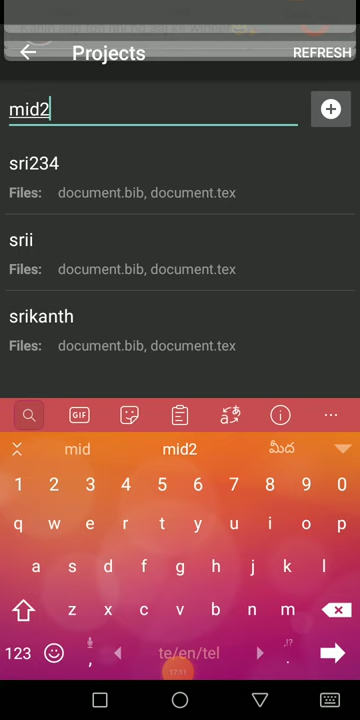 Projects
REFRESH
mid2
sri234
Files: document.bib, document.tex
srii
Files: document.bib, document.tex
srikanth
Files: document.bib, document.tex
GIF
mid mid2 మీద
1 2 3 4 5 6 7 8 9 0
q w e r t y u i o p
a s d f g h j k l
z x c v b n m
123 , te/en/tel ,!? .
17:11